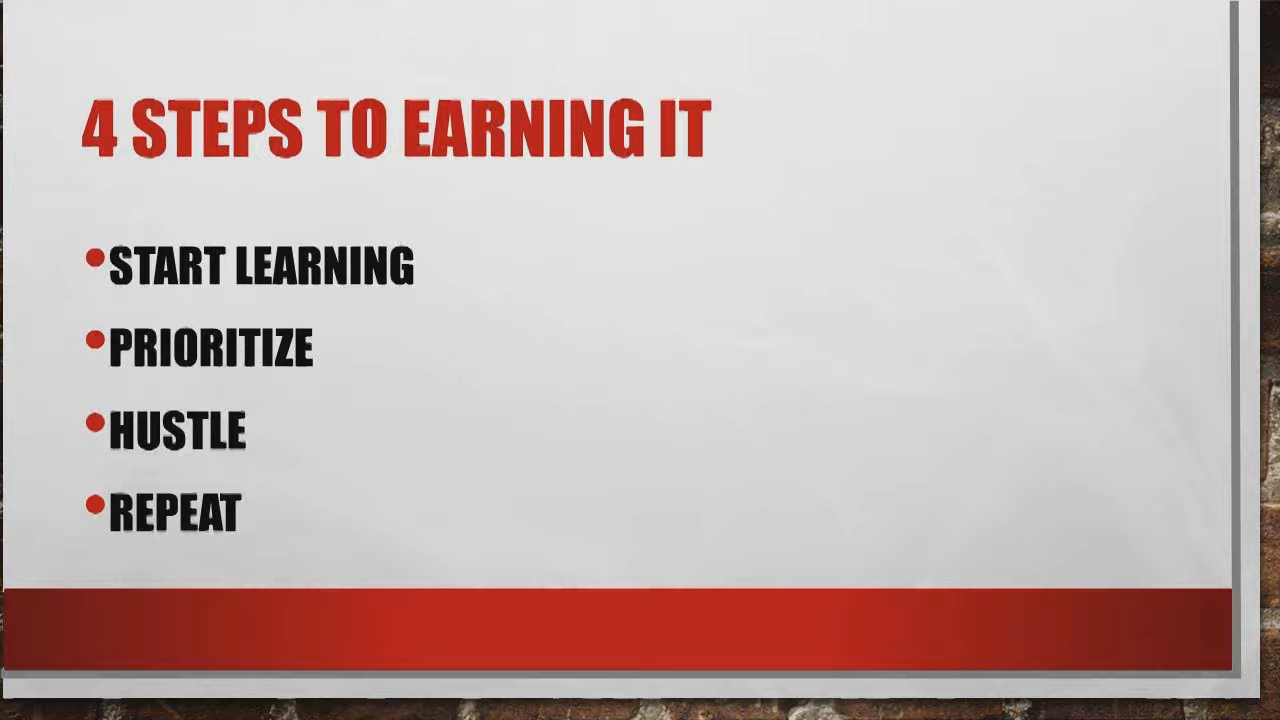 4 STEPS TO EARNING IT
•START LEARNING
•PRIORITIZE
•HUSTLE
•REPEAT